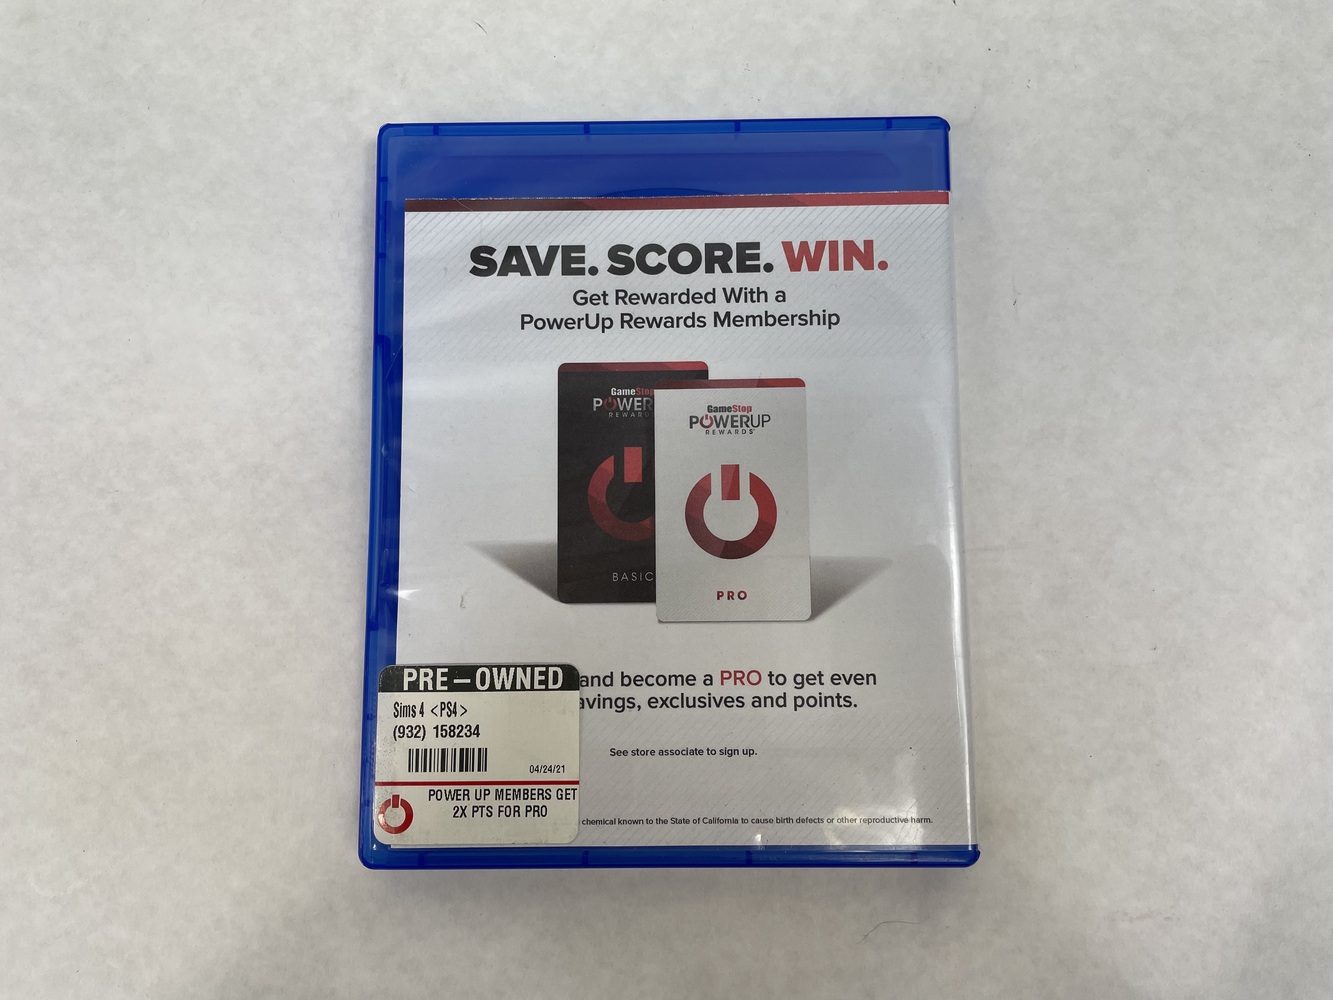 SAVE. SCORE. WIN.
Get Rewarded With a
PowerUp Rewards Membership
GameStop
POWER
REWARD
BASIC
GameStop
POWERUP
REWARDS
PRO
and become a PRO to get even
avings, exclusives and points.
See store associate to sign up.
chemical known to the State of California to cause birth defects or other reproductive harm.
PRE-OWNED
Sims 4 <PS4>
(932) 158234
04/24/21
POWER UP MEMBERS GET
2X PTS FOR PRO